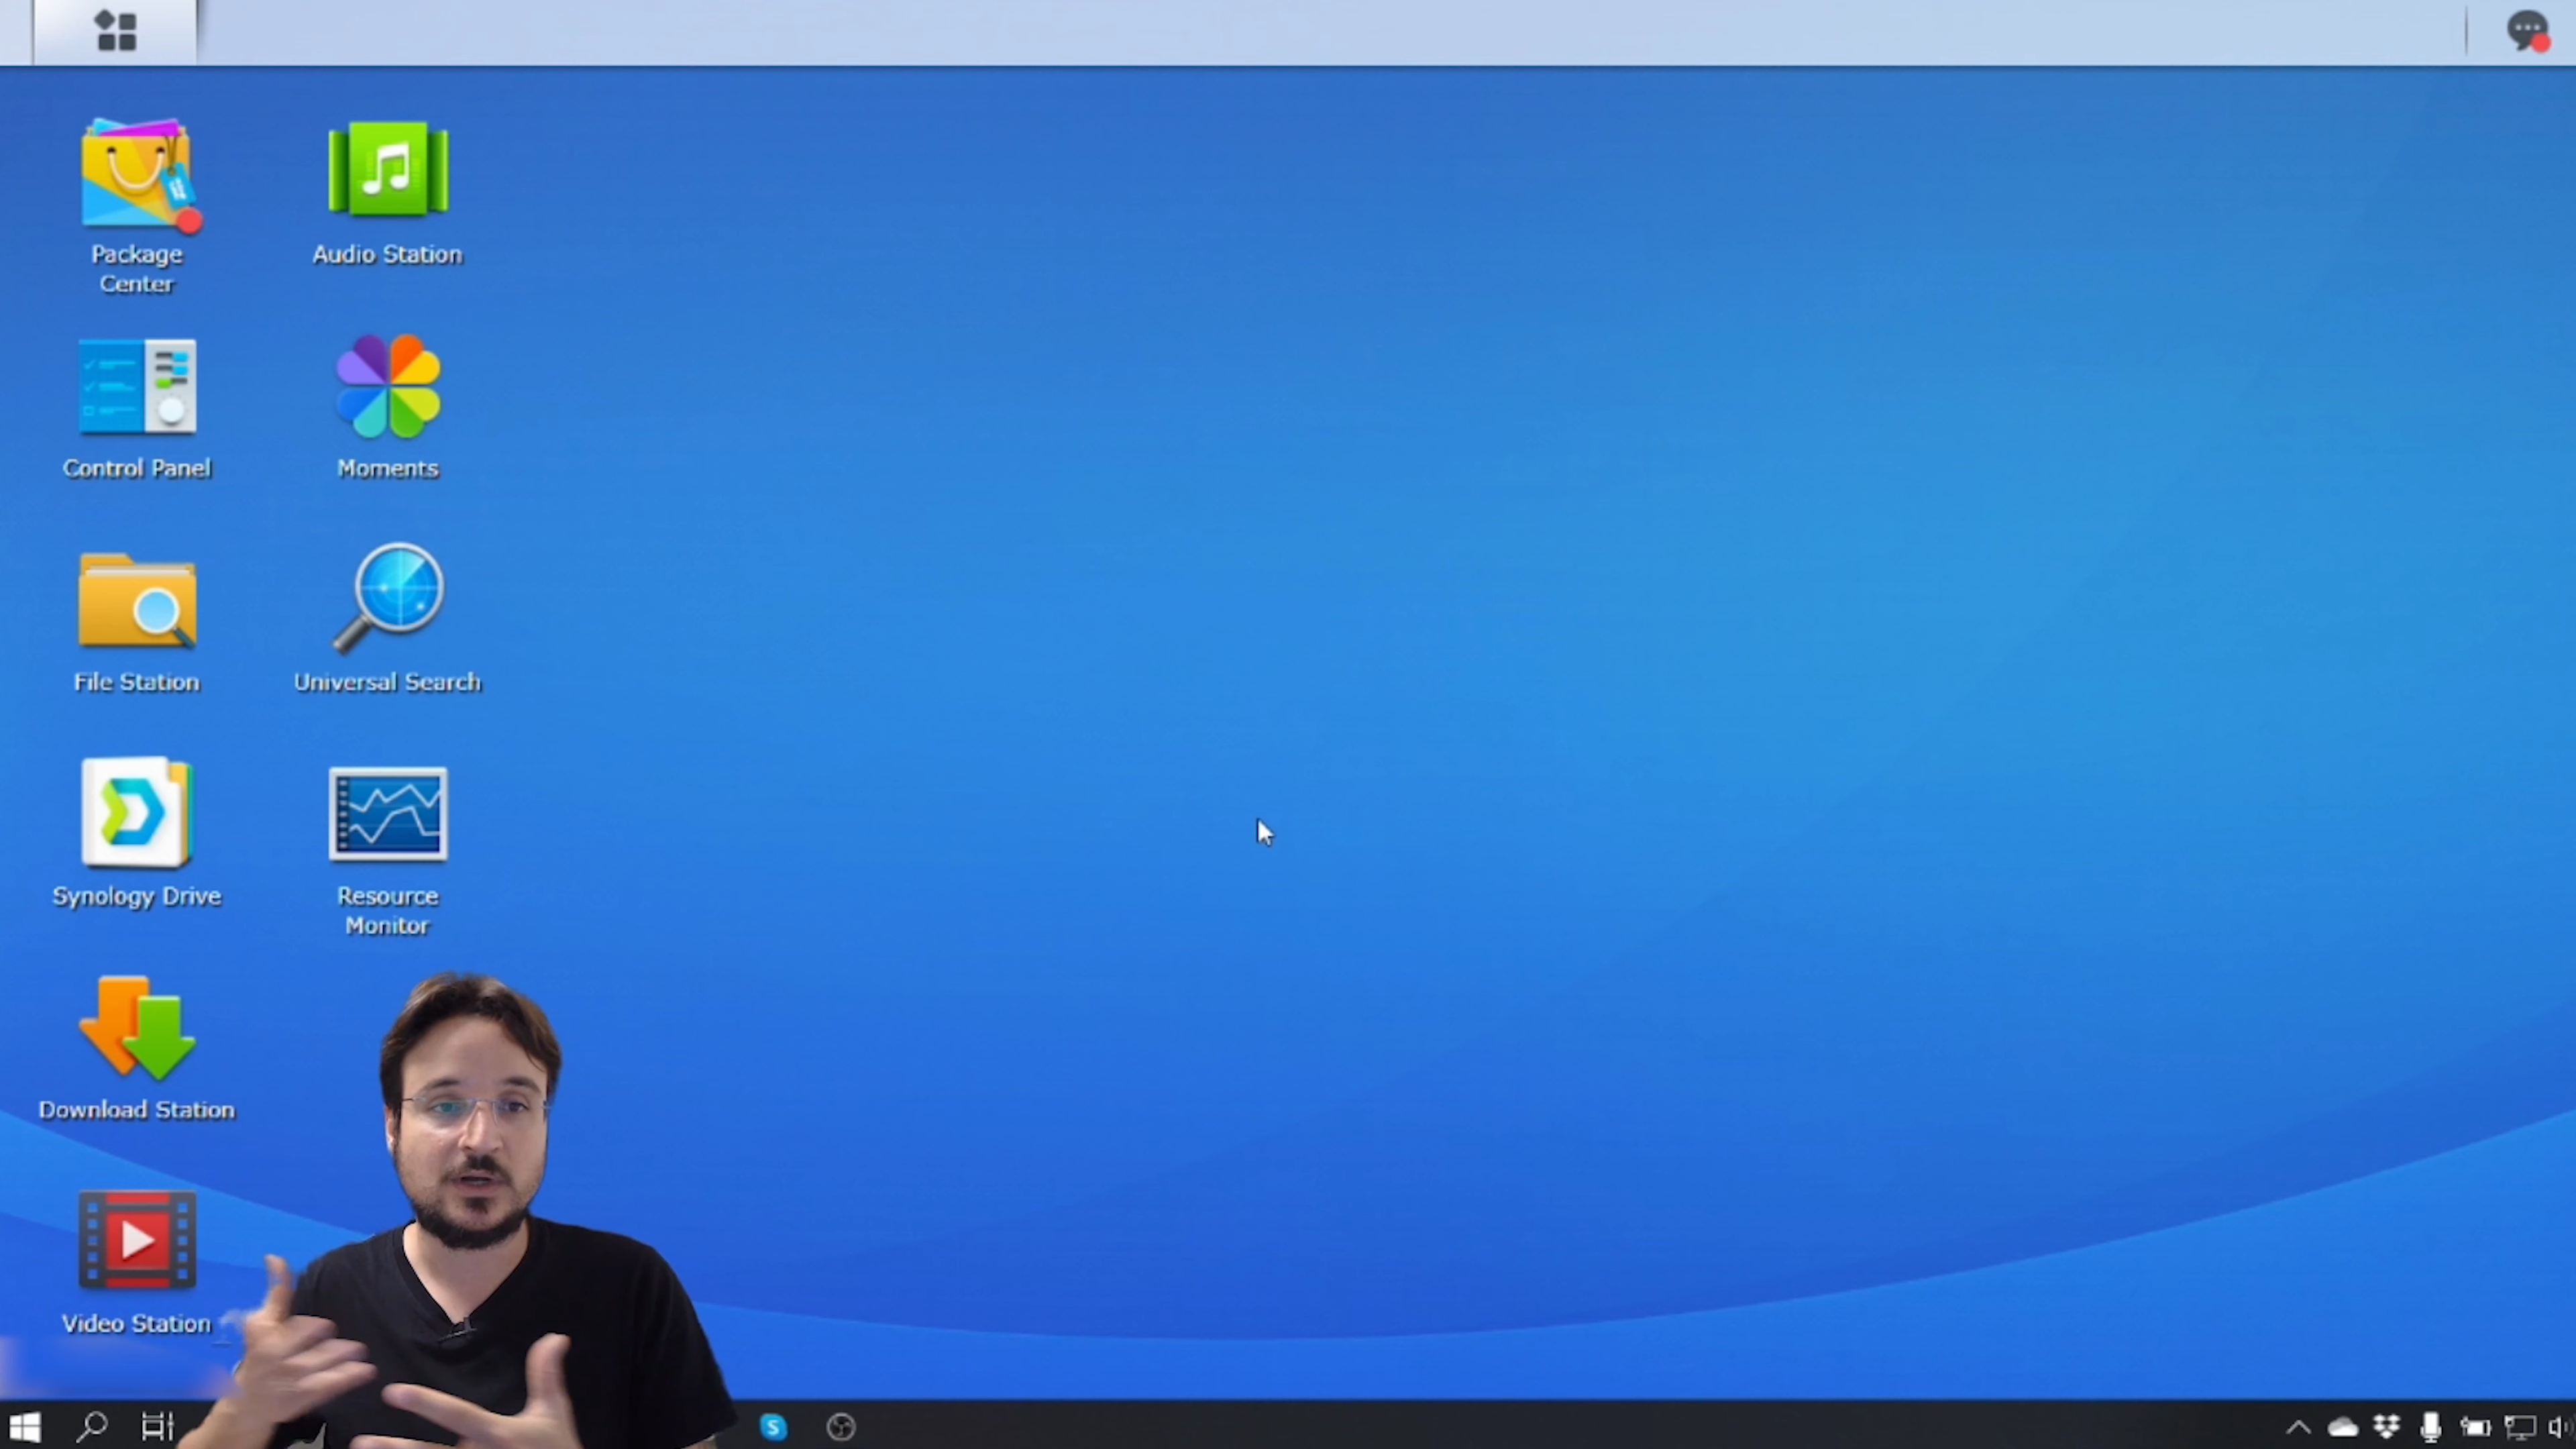 Package
Center
Audio Station
Control Panel
Moments
File Station
Universal Search
Synology Drive
Resource
Monitor
Download Station
Video Station